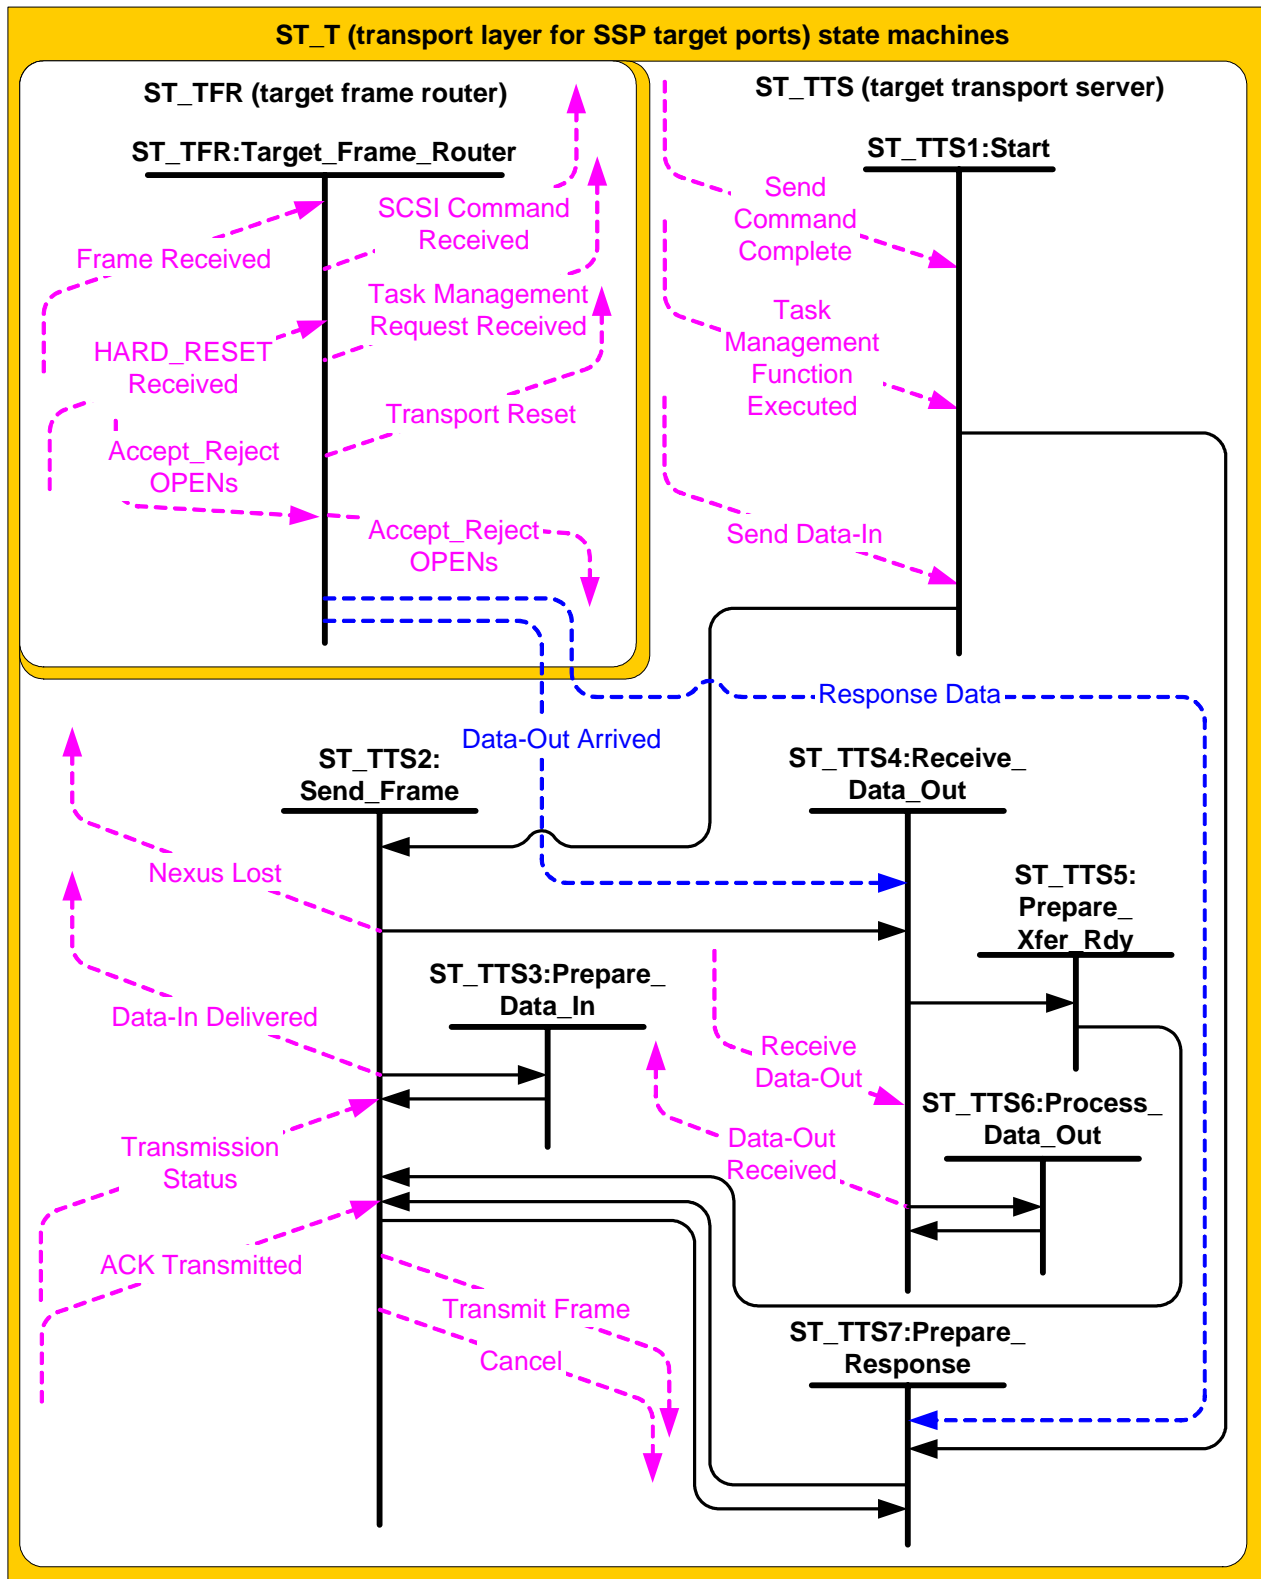 ST_T (transport layer for SSP target ports) state machines
ST_TFR (target frame router)
ST_TFR:Target_Frame_Router
SCSI Command
Received
Frame Received
Task Management
Request Received
HARD_RESET
Received
Transport Reset
Accept_Reject
OPENs
Accept_Reject
OPENs
ST_TTS (target transport server)
ST_TTS1:Start
Send
Command
Complete
Task
Management
Function
Executed
Send Data-In
Response Data
Data-Out Arrived
ST_TTS2:
Send_Frame
Nexus Lost
Data-In Delivered
ST_TTS3:Prepare_
Data_In
Transmission
Status
ACK Transmitted
Transmit Frame
Cancel
ST_TTS4:Receive_
Data_Out
ST_TTS5:
Prepare_
Xfer_Rdy
Receive
Data-Out
ST_TTS6:Process_
Data_Out
Data-Out
Received
ST_TTS7:Prepare_
Response